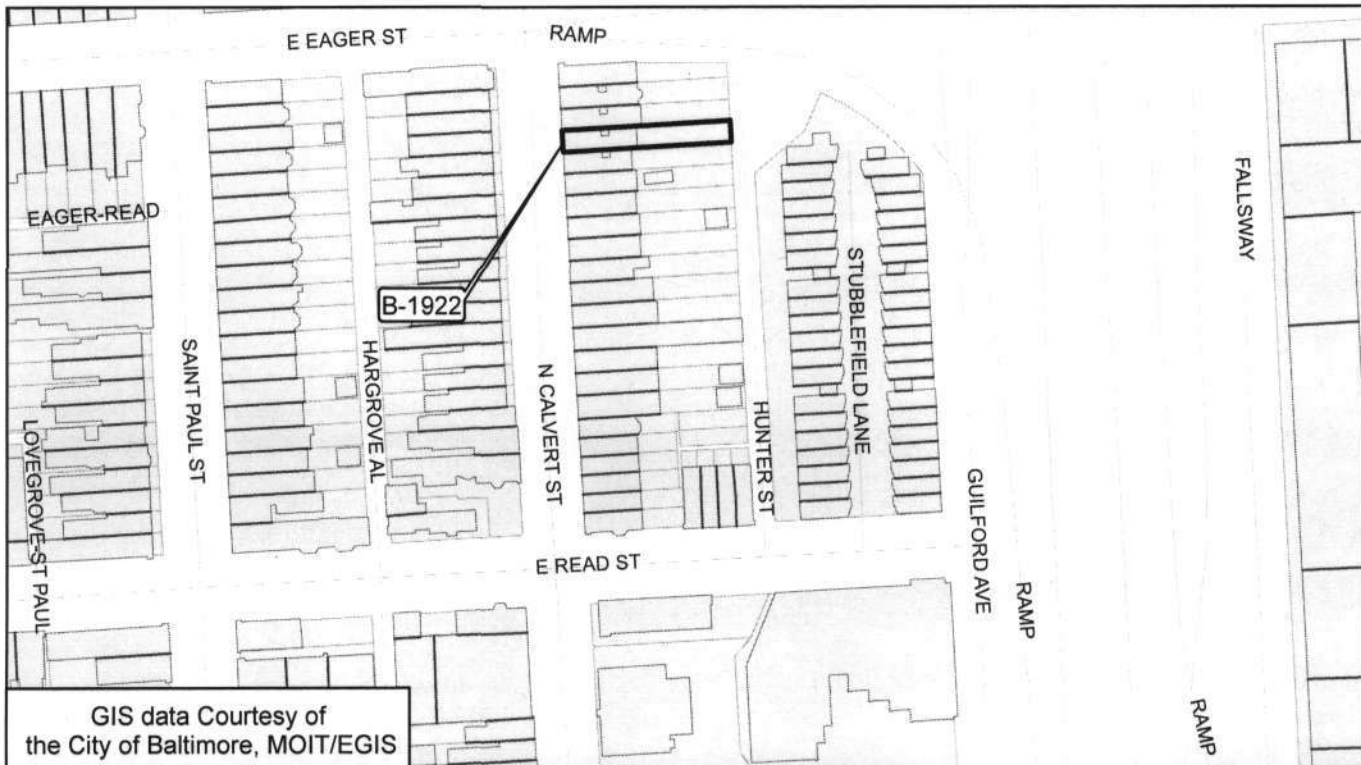 E EAGER ST
RAMP
EAGER-READ
FALLSWAY
B-1922
STUBBLEFIELD LANE
SAINT PAUL ST
HARGROVE AL
N CALVERT ST
HUNTER ST
LOVEGROVE-ST PAUL
GUILFORD AVE
E READ ST
RAMP
RAMP
GIS data Courtesy of
the City of Baltimore, MOIT/EGIS